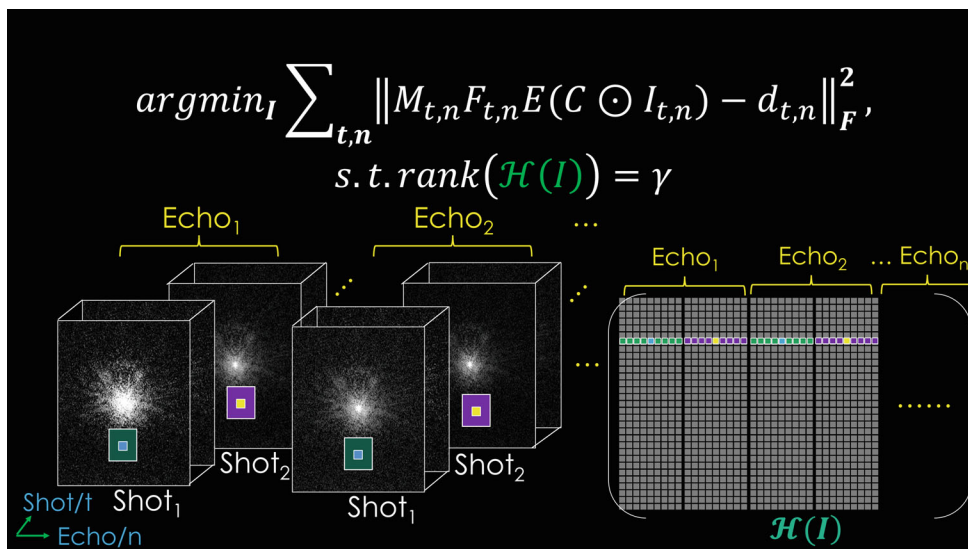 argmin_I ∑_{t,n} ‖M_{t,n}F_{t,n}E(C ⊙ I_{t,n}) − d_{t,n}‖_F^2,
s.t.rank(ℋ(I)) = γ
Echo₁ Echo₂ ...
Echo₁ Echo₂ ... Echoₙ
Shot₂ Shot₂
Shot₁ Shot₁
Shot/t
Echo/n
ℋ(I)